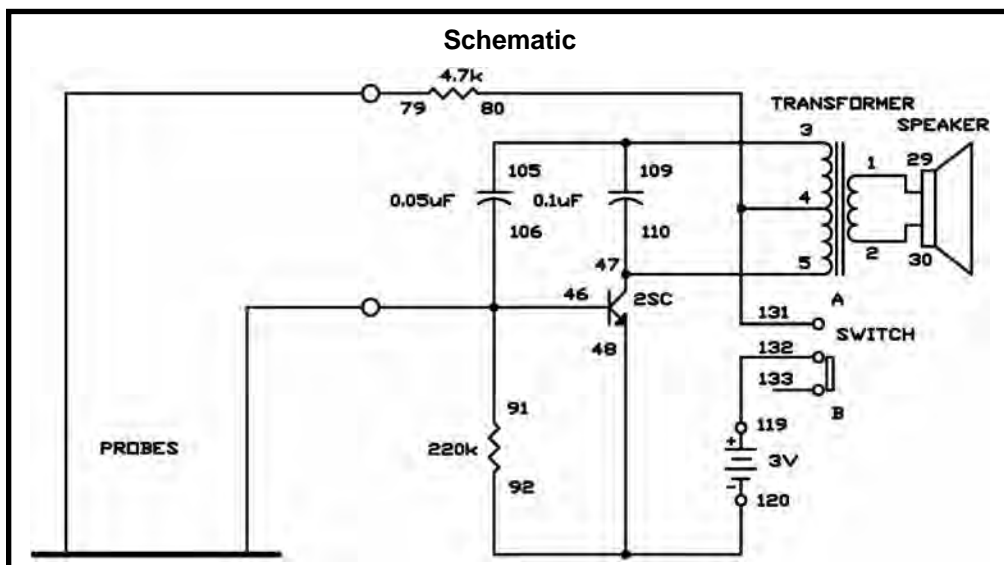 Schematic
4.7k
79 80
TRANSFORMER
SPEAKER
3
1 29
105 109
0.05uF 0.1uF
4
106 110
2 30
47
5
46 2SC
A
131
SWITCH
48
132
133
B
91
119
PROBES
220k
+
3V
-
92
120